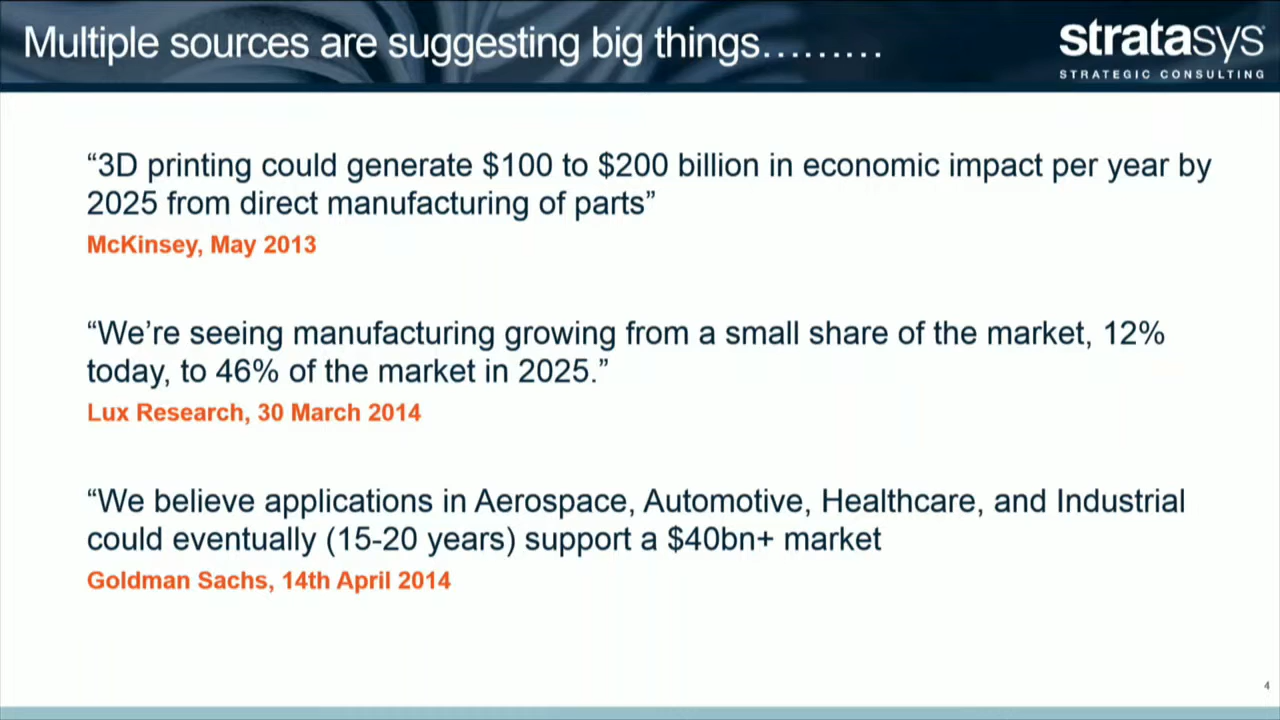 Multiple sources are suggesting big things………
stratasys
STRATEGIC CONSULTING
“3D printing could generate $100 to $200 billion in economic impact per year by
2025 from direct manufacturing of parts”
McKinsey, May 2013
“We’re seeing manufacturing growing from a small share of the market, 12%
today, to 46% of the market in 2025.”
Lux Research, 30 March 2014
“We believe applications in Aerospace, Automotive, Healthcare, and Industrial
could eventually (15-20 years) support a $40bn+ market
Goldman Sachs, 14th April 2014
4